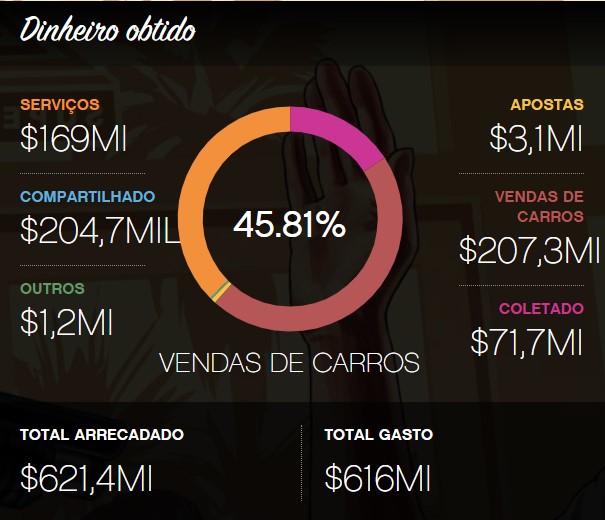 Dinheiro obtido
SERVIÇOS
$169MI
COMPARTILHADO
$204,7MIL
OUTROS
$1,2MI
45.81%
VENDAS DE CARROS
APOSTAS
$3,1MI
VENDAS DE
CARROS
$207,3MI
COLETADO
$71,7MI
TOTAL ARRECADADO
$621,4MI
TOTAL GASTO
$616MI